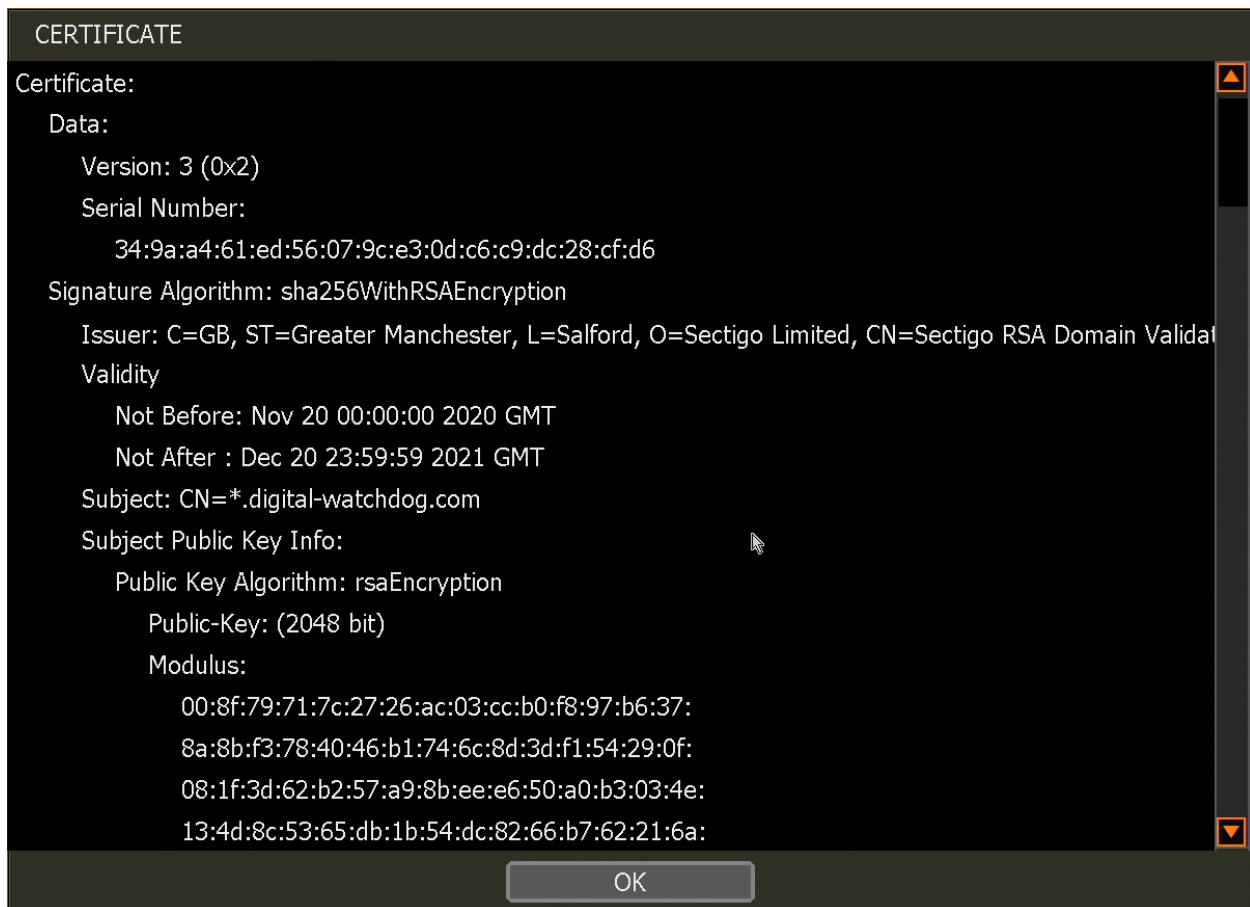 CERTIFICATE
Certificate:
Data:
Version: 3 (0x2)
Serial Number:
34:9a:a4:61:ed:56:07:9c:e3:0d:c6:c9:dc:28:cf:d6
Signature Algorithm: sha256WithRSAEncryption
Issuer: C=GB, ST=Greater Manchester, L=Salford, O=Sectigo Limited, CN=Sectigo RSA Domain Validat
Validity
Not Before: Nov 20 00:00:00 2020 GMT
Not After : Dec 20 23:59:59 2021 GMT
Subject: CN=*.digital-watchdog.com
Subject Public Key Info:
Public Key Algorithm: rsaEncryption
Public-Key: (2048 bit)
Modulus:
00:8f:79:71:7c:27:26:ac:03:cc:b0:f8:97:b6:37:
8a:8b:f3:78:40:46:b1:74:6c:8d:3d:f1:54:29:0f:
08:1f:3d:62:b2:57:a9:8b:ee:e6:50:a0:b3:03:4e:
13:4d:8c:53:65:db:1b:54:dc:82:66:b7:62:21:6a:
OK